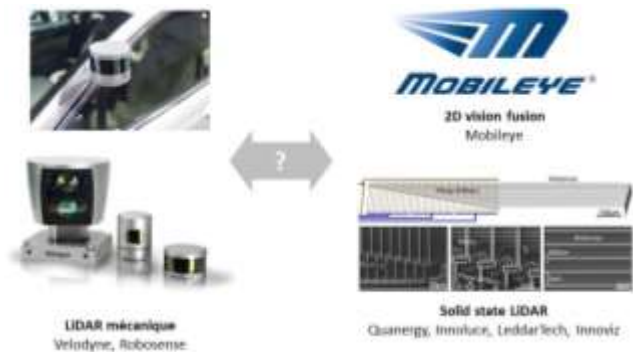 MOBILEYE®
2D vision fusion
Mobileye
?
LiDAR mécanique
Velodyne, Robosense
Solid state LiDAR
Quanergy, Innoluce, LeddarTech, Innoviz